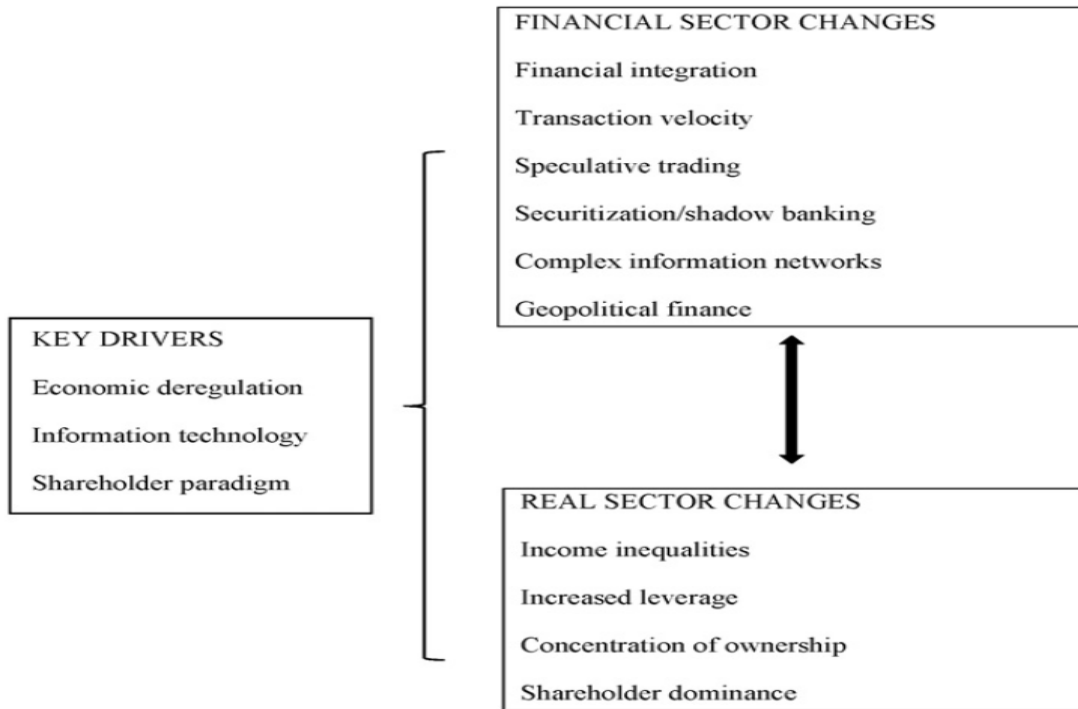 FINANCIAL SECTOR CHANGES
Financial integration
Transaction velocity
Speculative trading
Securitization/shadow banking
Complex information networks
Geopolitical finance
KEY DRIVERS
Economic deregulation
Information technology
Shareholder paradigm
REAL SECTOR CHANGES
Income inequalities
Increased leverage
Concentration of ownership
Shareholder dominance